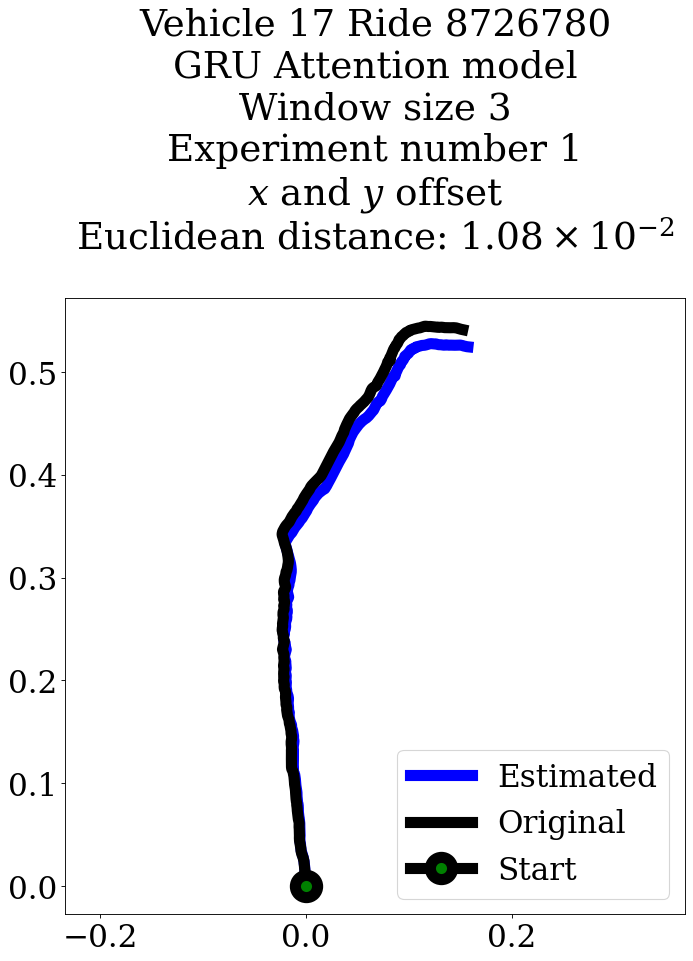 Vehicle 17 Ride 8726780
GRU Attention model
Window size 3
Experiment number 1
x and y offset
Euclidean distance: 1.08 × 10⁻²
0.5
0.4
0.3
0.2
0.1
0.0
Estimated
Original
Start
−0.2
0.0
0.2